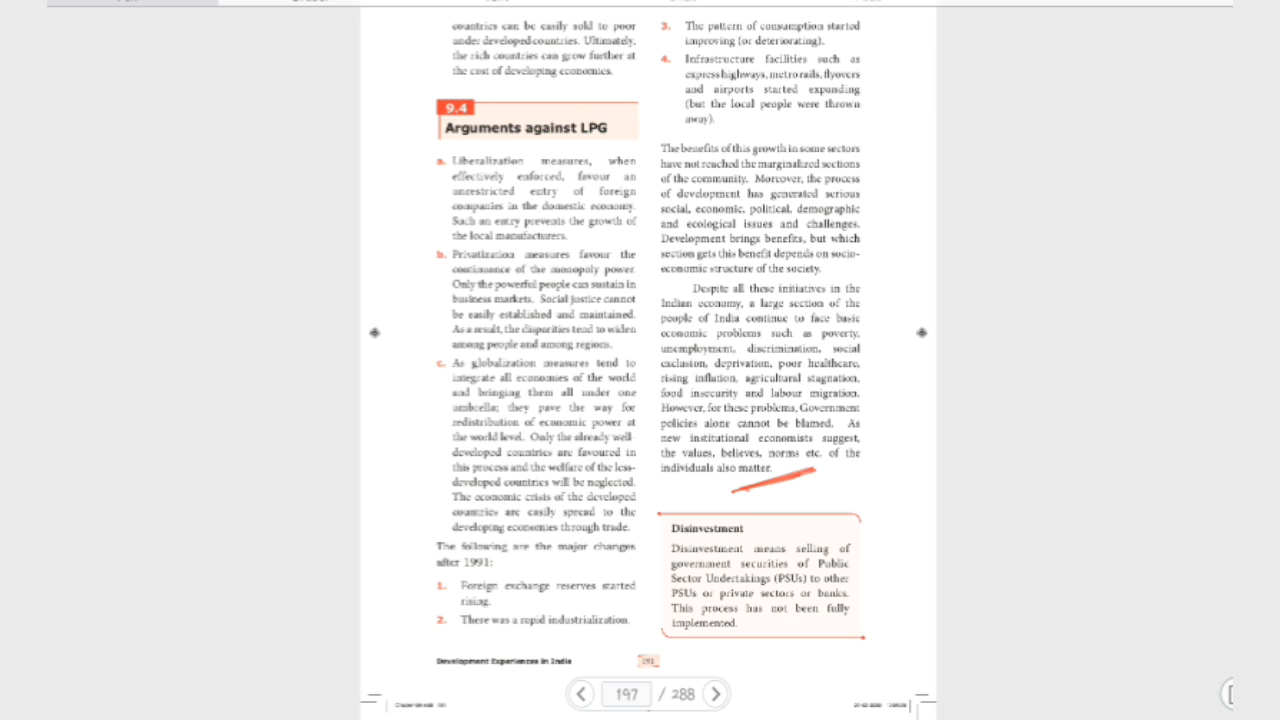 countries can be easily sold to poor
under developed countries. Ultimately,
the rich countries can grow further at
the cost of developing economies.
9.4
Arguments against LPG
a. Liberalization measures, when
effectively enforced, favour an
unrestricted entry of foreign
companies in the domestic economy.
Such an entry prevents the growth of
the local manufacturers.
b. Privatization measures favour the
continuance of the monopoly power.
Only the powerful people can sustain in
business markets. Social justice cannot
be easily established and maintained.
As a result, the disparities tend to widen
among people and among regions.
c. As globalization measures tend to
integrate all economies of the world
and bringing them all under one
umbrella; they pave the way for
redistribution of economic power at
the world level. Only the already well-
developed countries are favoured in
this process and the welfare of the less-
developed countries will be neglected.
The economic crisis of the developed
countries are easily spread to the
developing economies through trade.
The following are the major changes
after 1991:
1. Foreign exchange reserves started
rising.
2. There was a rapid industrialization.
3. The pattern of consumption started
improving (or deteriorating).
4. Infrastructure facilities such as
express highways, metro rails, flyovers
and airports started expanding
(but the local people were thrown
away).
The benefits of this growth in some sectors
have not reached the marginalized sections
of the community. Moreover, the process
of development has generated serious
social, economic, political, demographic
and ecological issues and challenges.
Development brings benefits, but which
section gets this benefit depends on socio-
economic structure of the society.
Despite all these initiatives in the
Indian economy, a large section of the
people of India continue to face basic
economic problems such as poverty,
unemployment, discrimination, social
exclusion, deprivation, poor healthcare,
rising inflation, agricultural stagnation,
food insecurity and labour migration.
However, for these problems, Government
policies alone cannot be blamed. As
new institutional economists suggest,
the values, believes, norms etc. of the
individuals also matter.
Disinvestment
Disinvestment means selling of
government securities of Public
Sector Undertakings (PSUs) to other
PSUs or private sectors or banks.
This process has not been fully
implemented.
Development Experiences in India
191
197 / 288